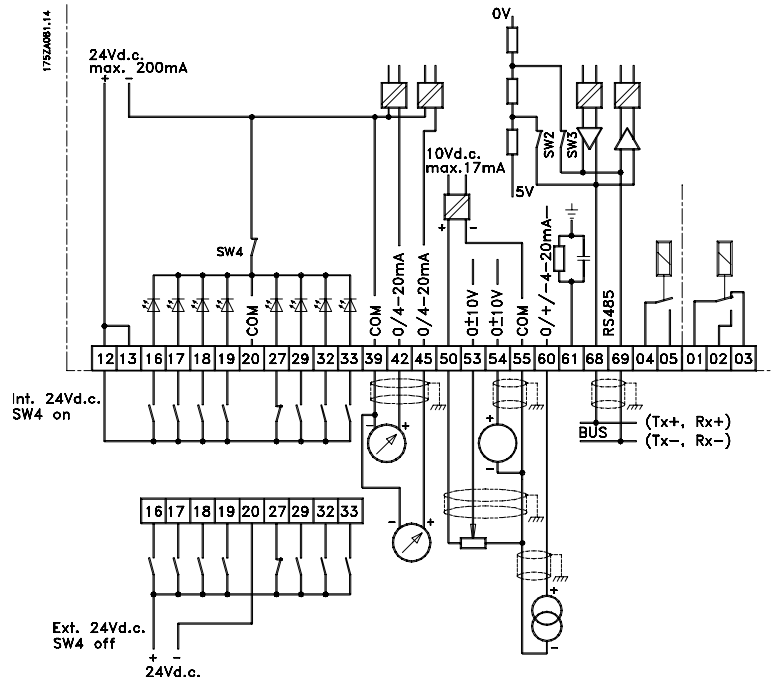 175ZA081.14
24Vd.c.
max. 200mA
+ −
0V
SW2
SW3
5V
10Vd.c.
max.17mA
+ −
SW4
COM
COM
0/4−20mA
0/4−20mA
0±10V
0±10V
COM
0/+/−4−20mA
RS485
12 13 16 17 18 19 20 27 29 32 33 39 42 45 50 53 54 55 60 61 68 69 04 05 01 02 03
Int. 24Vd.c.
SW4 on
− +
+
−
BUS
(Tx+, Rx+)
(Tx−, Rx−)
16 17 18 19 20 27 29 32 33
− +
Ext. 24Vd.c.
SW4 off
+ −
24Vd.c.
+
−